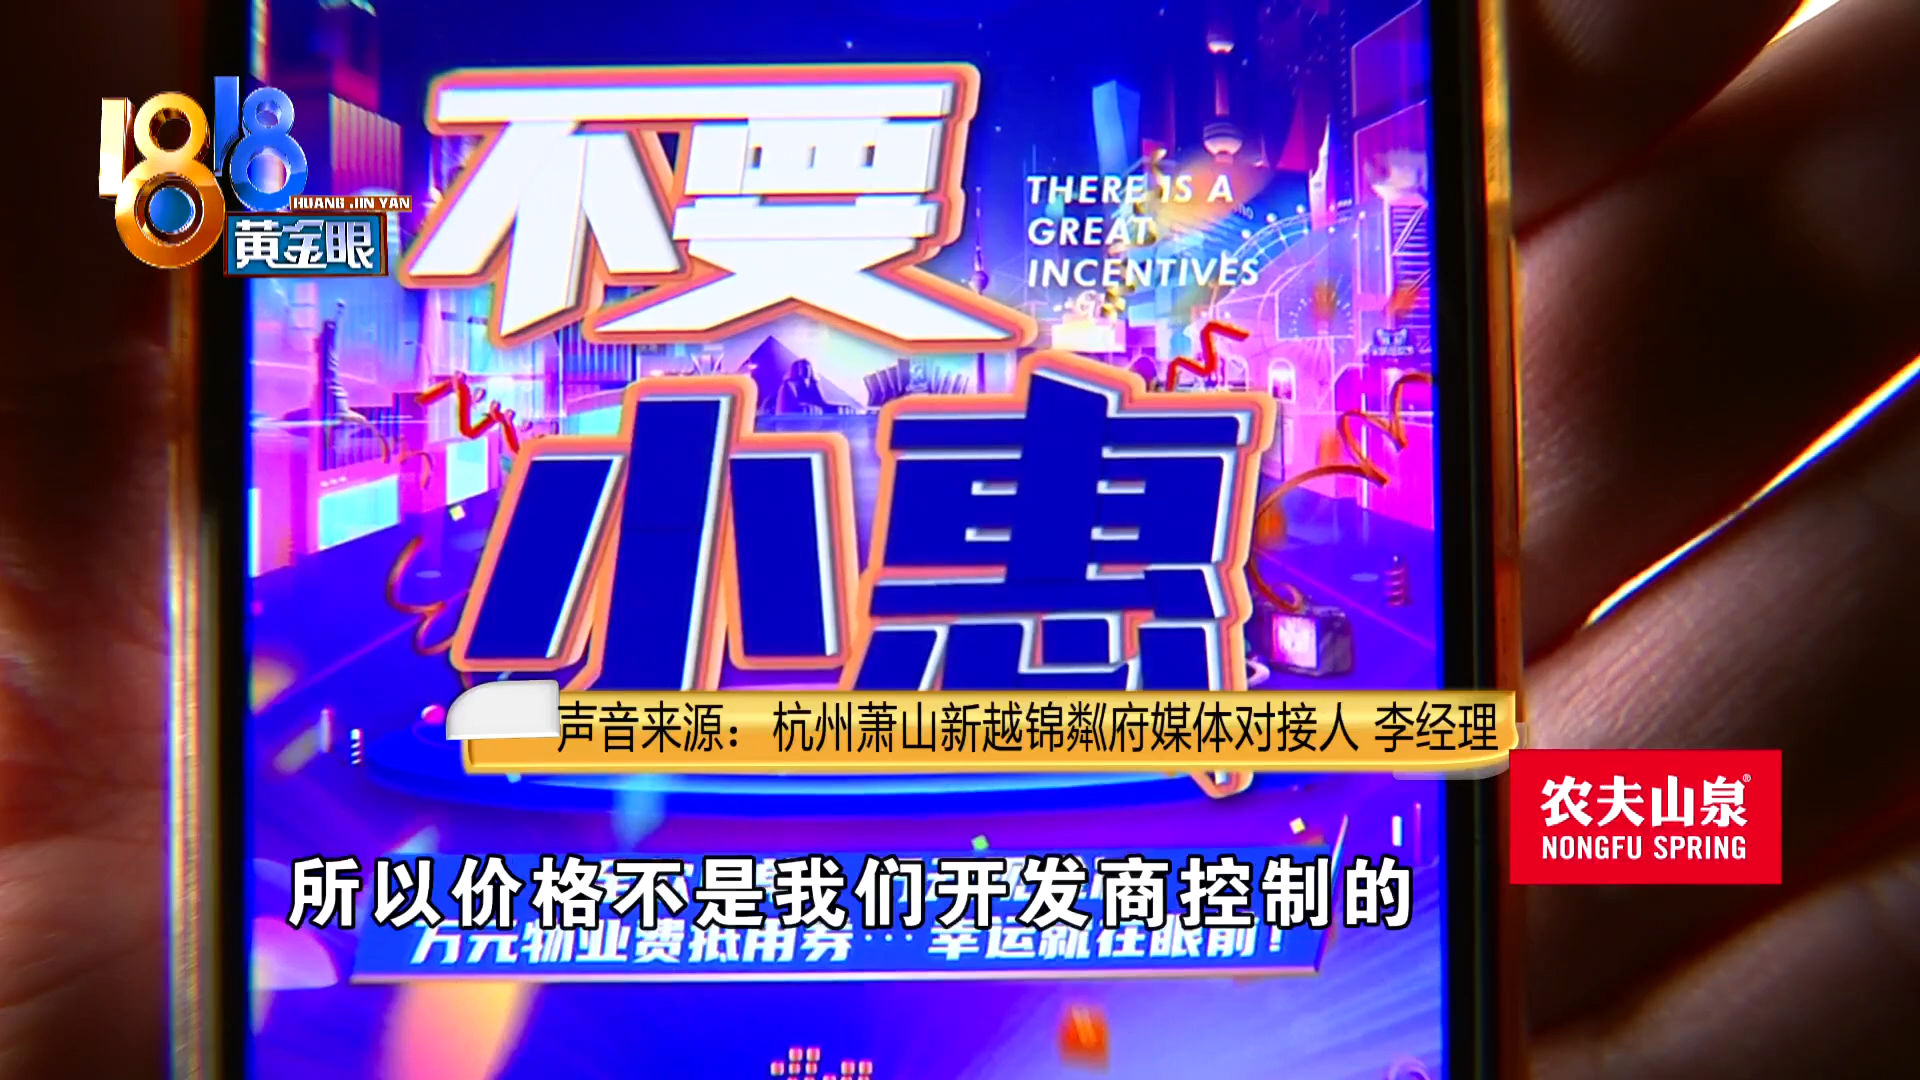 1818
HUANG JIN YAN
黄金眼
不要
小惠
THERE IS A
GREAT
INCENTIVES
声音来源：杭州萧山新越锦粼府媒体对接人 李经理
农夫山泉®
NONGFU SPRING
所以价格不是我们开发商控制的
万元物业费抵用券…幸运就在眼前！